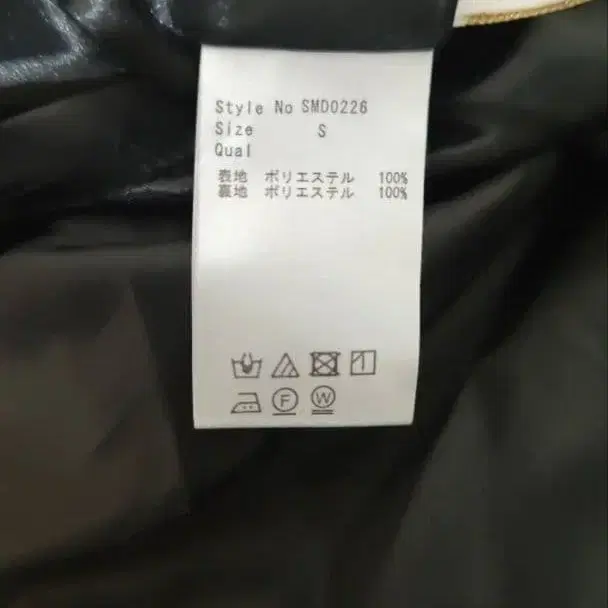 Style No SMD0226
Size S
Qual
表地 ポリエステル 100%
裏地 ポリエステル 100%
F W